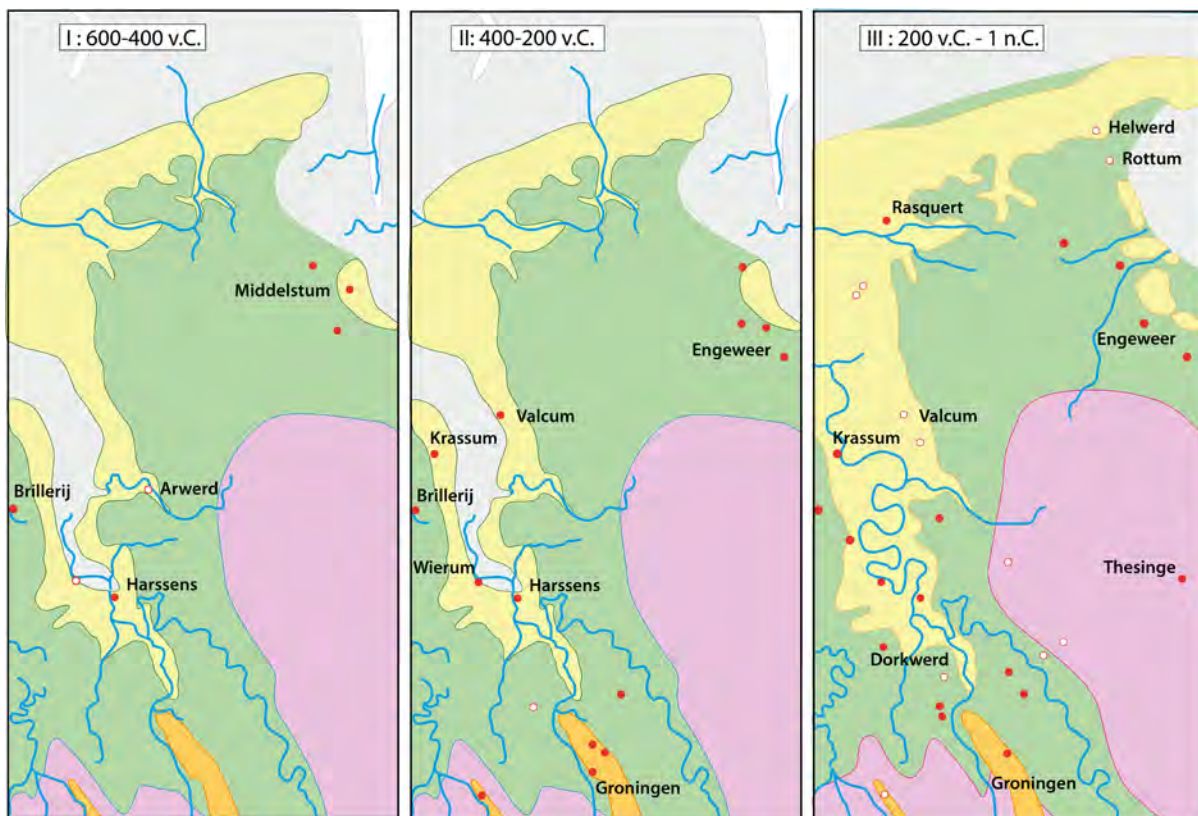 I : 600-400 v.C.
Middelstum
Brillerij
Arwerd
Harssens
II: 400-200 v.C.
Engeweer
Valcum
Krassum
Brillerij
Wierum
Harssens
Groningen
III : 200 v.C. - 1 n.C.
Helwerd
Rottum
Rasquert
Engeweer
Valcum
Krassum
Thesinge
Dorkwerd
Groningen